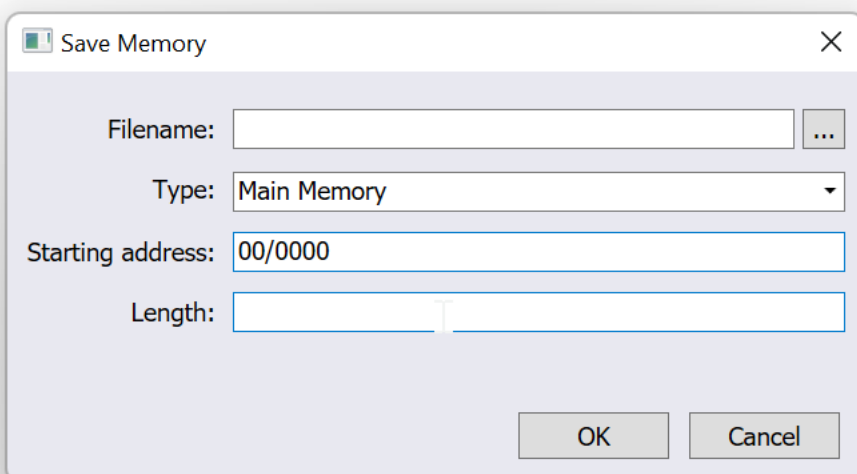 Save Memory
Filename: ...
Type: Main Memory
Starting address: 00/0000
Length:
OK Cancel